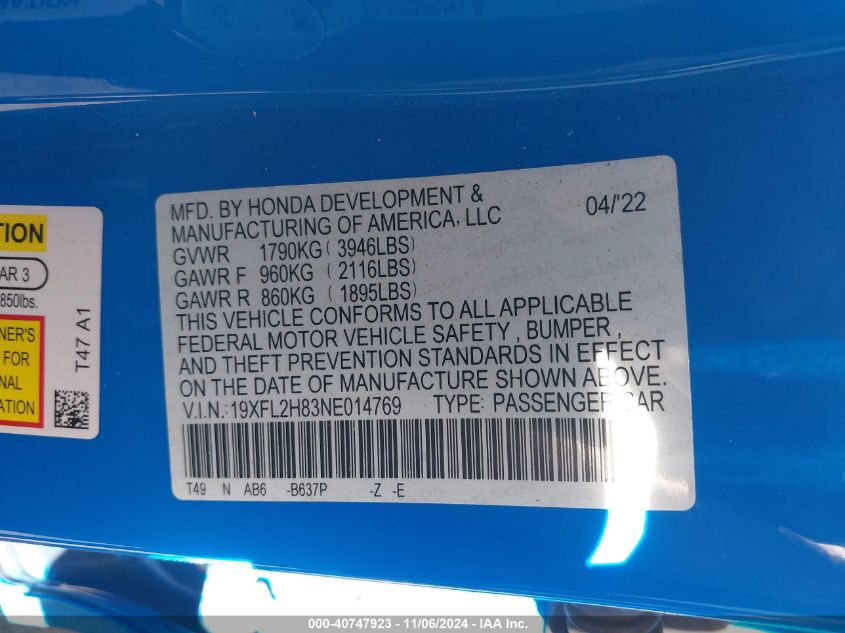 MFD. BY HONDA DEVELOPMENT &
MANUFACTURING OF AMERICA, LLC
04/'22
GVWR 1790KG ( 3946LBS)
GAWR F 960KG ( 2116LBS)
GAWR R 860KG ( 1895LBS)
THIS VEHICLE CONFORMS TO ALL APPLICABLE
FEDERAL MOTOR VEHICLE SAFETY , BUMPER ,
AND THEFT PREVENTION STANDARDS IN EFFECT
ON THE DATE OF MANUFACTURE SHOWN ABOVE.
V.I.N.: 19XFL2H83NE014769 TYPE: PASSENGER CAR
T49 N AB6 -B637P -Z -E
TION
AR 3
850lbs.
NER'S
FOR
NAL
ATION
T47 A1
000-40747923 - 11/06/2024 - IAA Inc.